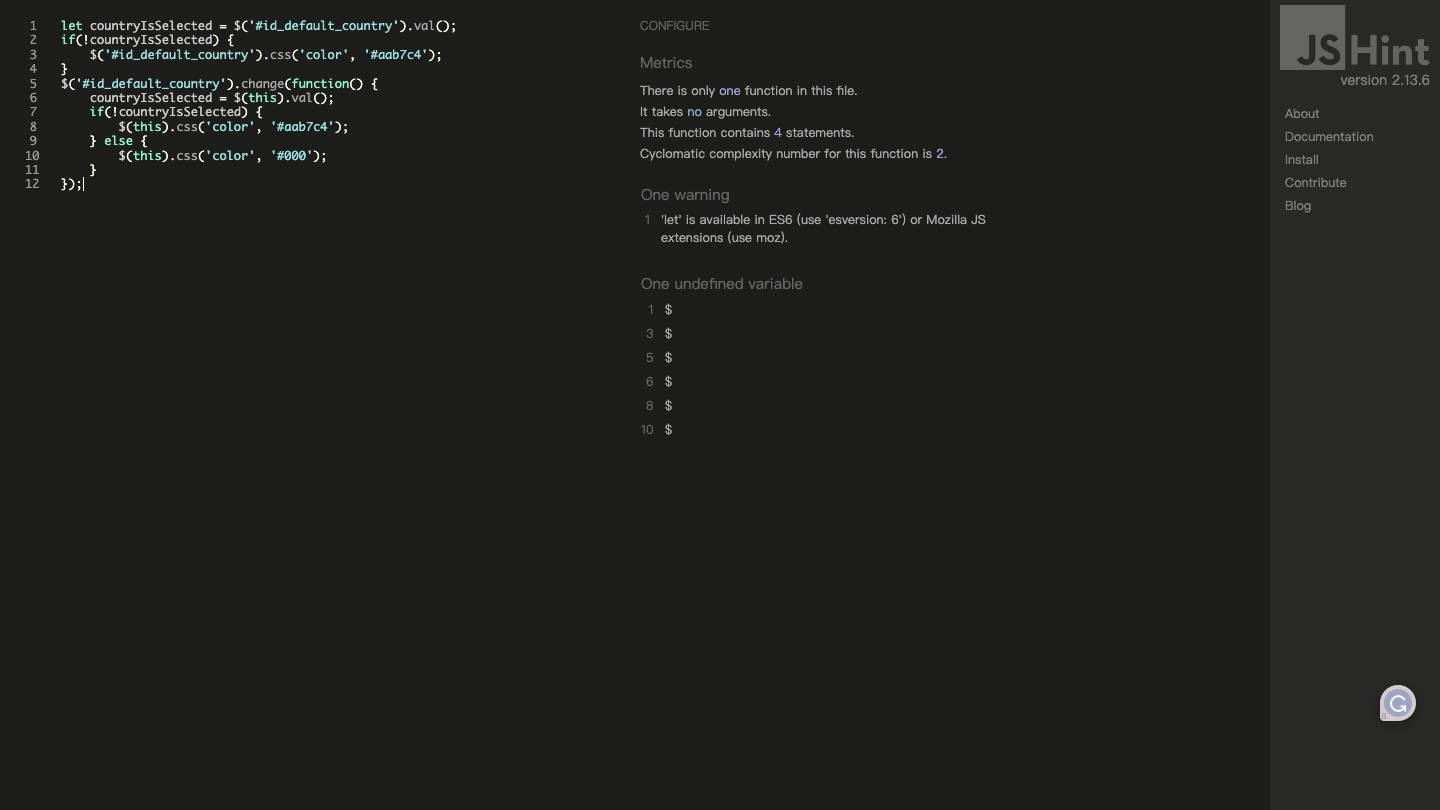 1 let countryIsSelected = $('#id_default_country').val();
2 if(!countryIsSelected) {
3 $('#id_default_country').css('color', '#aab7c4');
4 }
5 $('#id_default_country').change(function() {
6 countryIsSelected = $(this).val();
7 if(!countryIsSelected) {
8 $(this).css('color', '#aab7c4');
9 } else {
10 $(this).css('color', '#000');
11 }
12 });
CONFIGURE
Metrics
There is only one function in this file.
It takes no arguments.
This function contains 4 statements.
Cyclomatic complexity number for this function is 2.
One warning
1 'let' is available in ES6 (use 'esversion: 6') or Mozilla JS
extensions (use moz).
One undefined variable
1 $
3 $
5 $
6 $
8 $
10 $
JSHint
version 2.13.6
About
Documentation
Install
Contribute
Blog
G